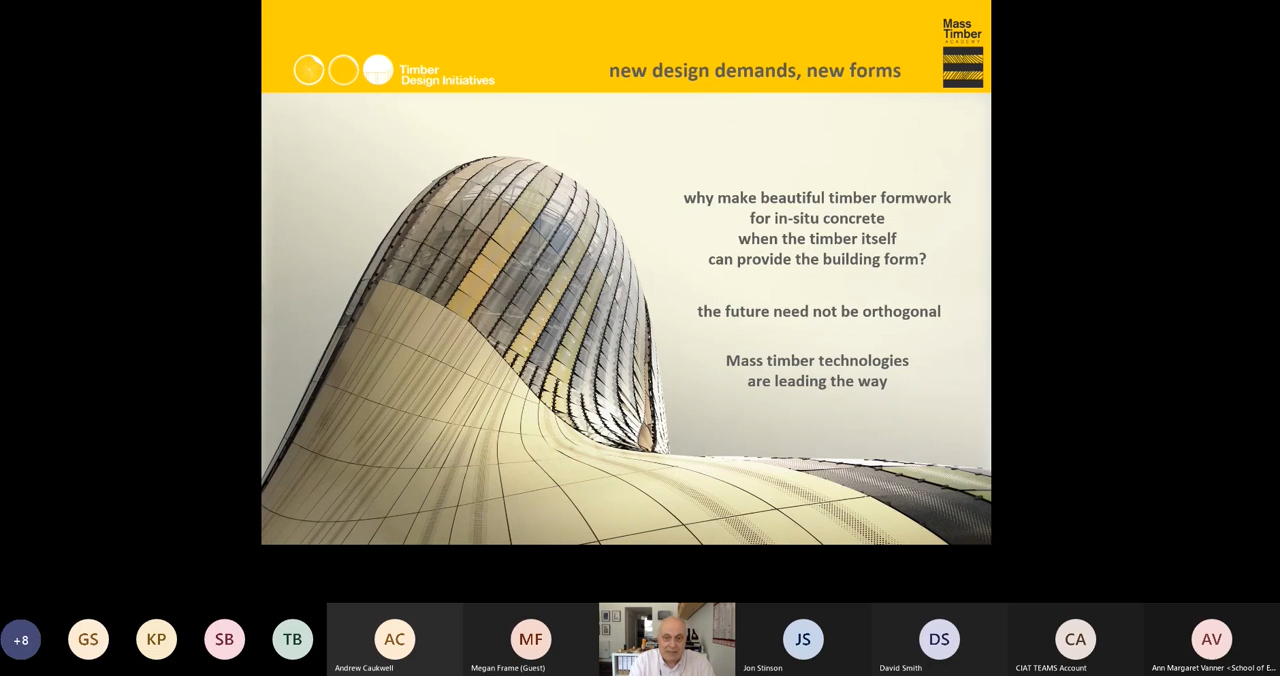 Mass
Timber
ACADEMY
Timber
Design Initiatives
new design demands, new forms
why make beautiful timber formwork
for in-situ concrete
when the timber itself
can provide the building form?
the future need not be orthogonal
Mass timber technologies
are leading the way
+8
GS
KP
SB
TB
AC
Andrew Caukwell
MF
Megan Frame (Guest)
JS
Jon Stinson
DS
David Smith
CA
CIAT TEAMS Account
AV
Ann Margaret Vanner <School of E...